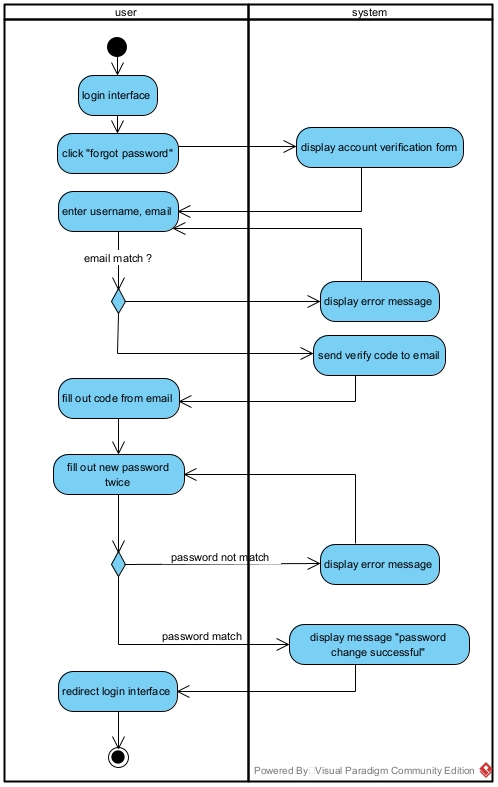 user
system
login interface
click "forgot password"
display account verification form
enter username, email
email match ?
display error message
send verify code to email
fill out code from email
fill out new password
twice
password not match
display error message
password match
display message "password
change successful"
redirect login interface
Powered By Visual Paradigm Community Edition